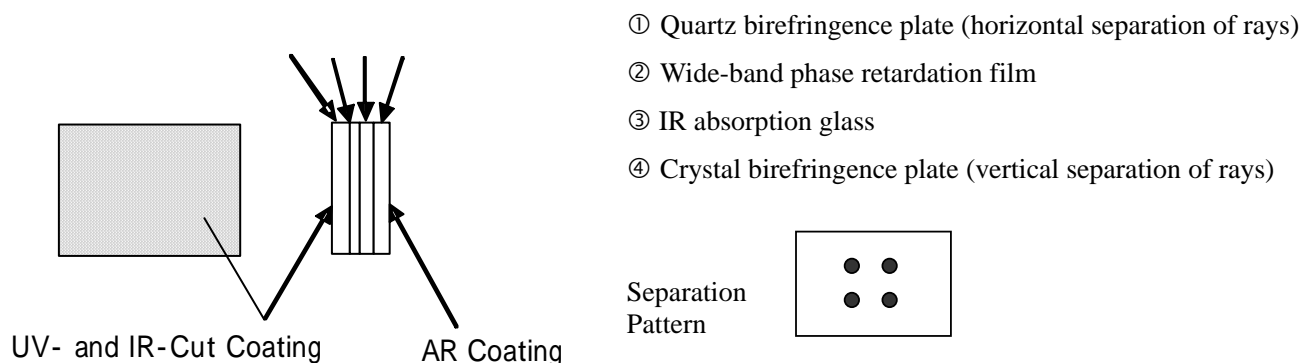 ① Quartz birefringence plate (horizontal separation of rays)
② Wide-band phase retardation film
③ IR absorption glass
④ Crystal birefringence plate (vertical separation of rays)
Separation
Pattern
UV- and IR-Cut Coating
AR Coating